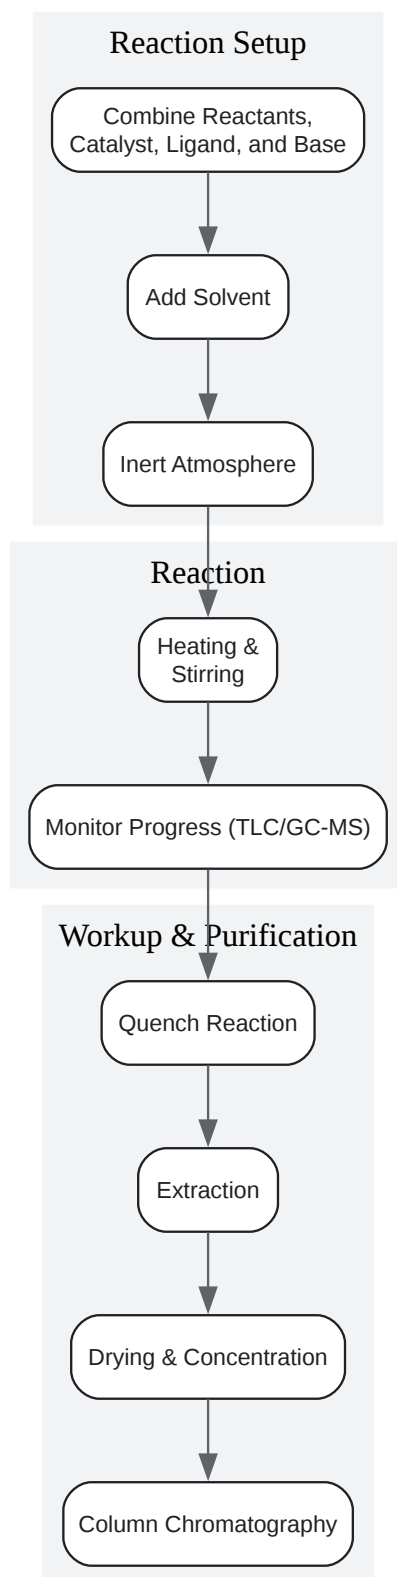 Reaction Setup
Combine Reactants,
Catalyst, Ligand, and Base
Add Solvent
Inert Atmosphere
Reaction
Heating &
Stirring
Monitor Progress (TLC/GC-MS)
Workup & Purification
Quench Reaction
Extraction
Drying & Concentration
Column Chromatography